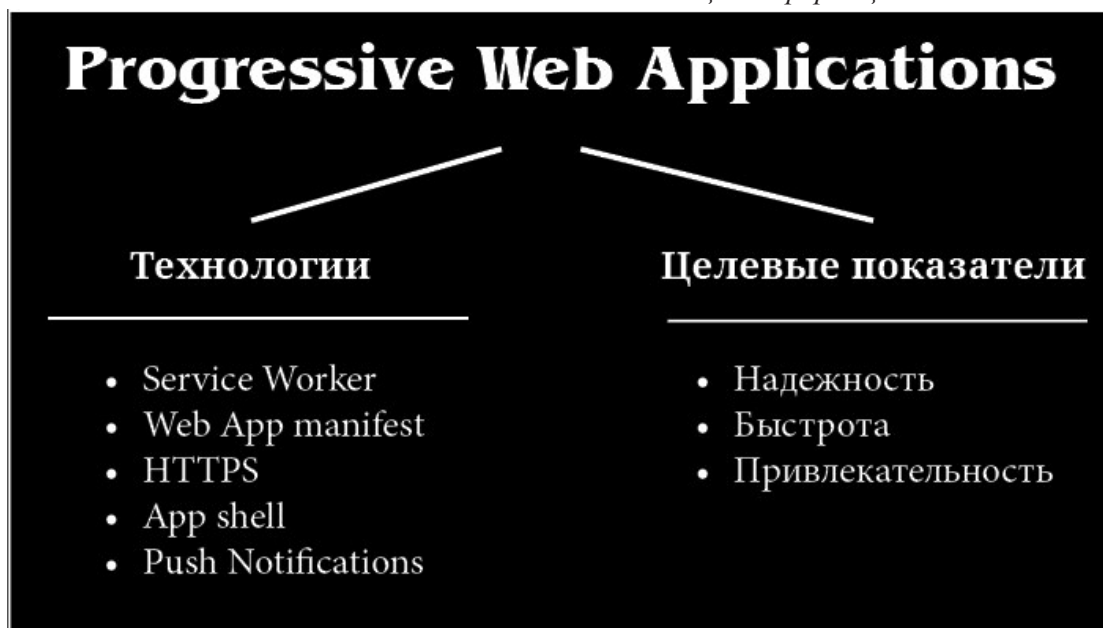 Progressive Web Applications
Технологии
• Service Worker
• Web App manifest
• HTTPS
• App shell
• Push Notifications
Целевые показатели
• Надежность
• Быстрота
• Привлекательность